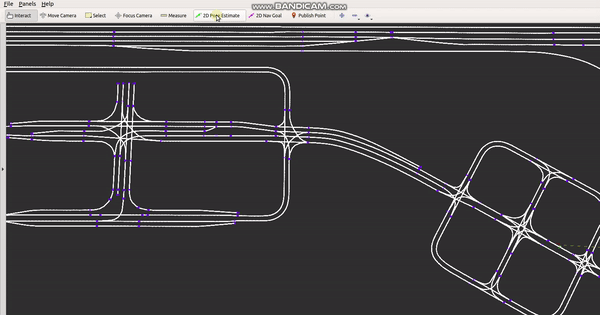 WWW.BANDICAM.COM
File Panels Help
Interact Move Camera Select Focus Camera Measure 2D Pose Estimate 2D Nav Goal Publish Point